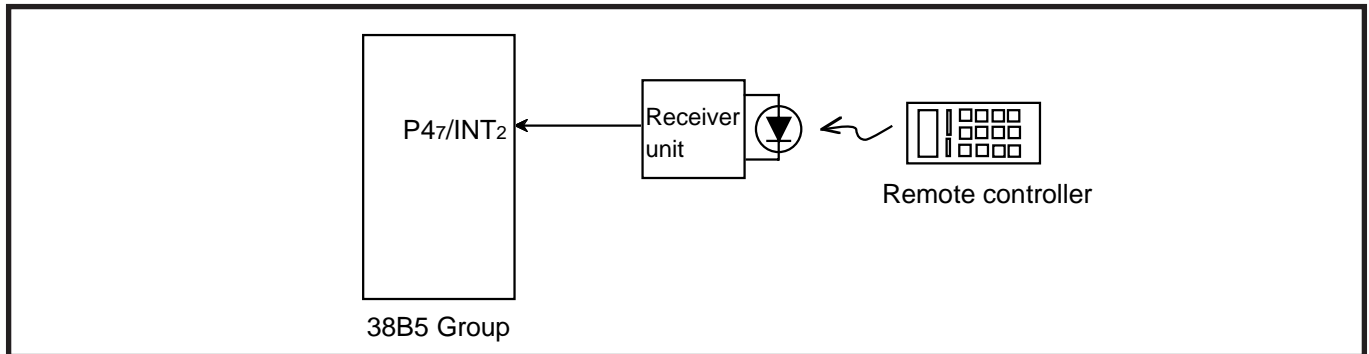 P47/INT2
Receiver
unit
Remote controller
38B5 Group